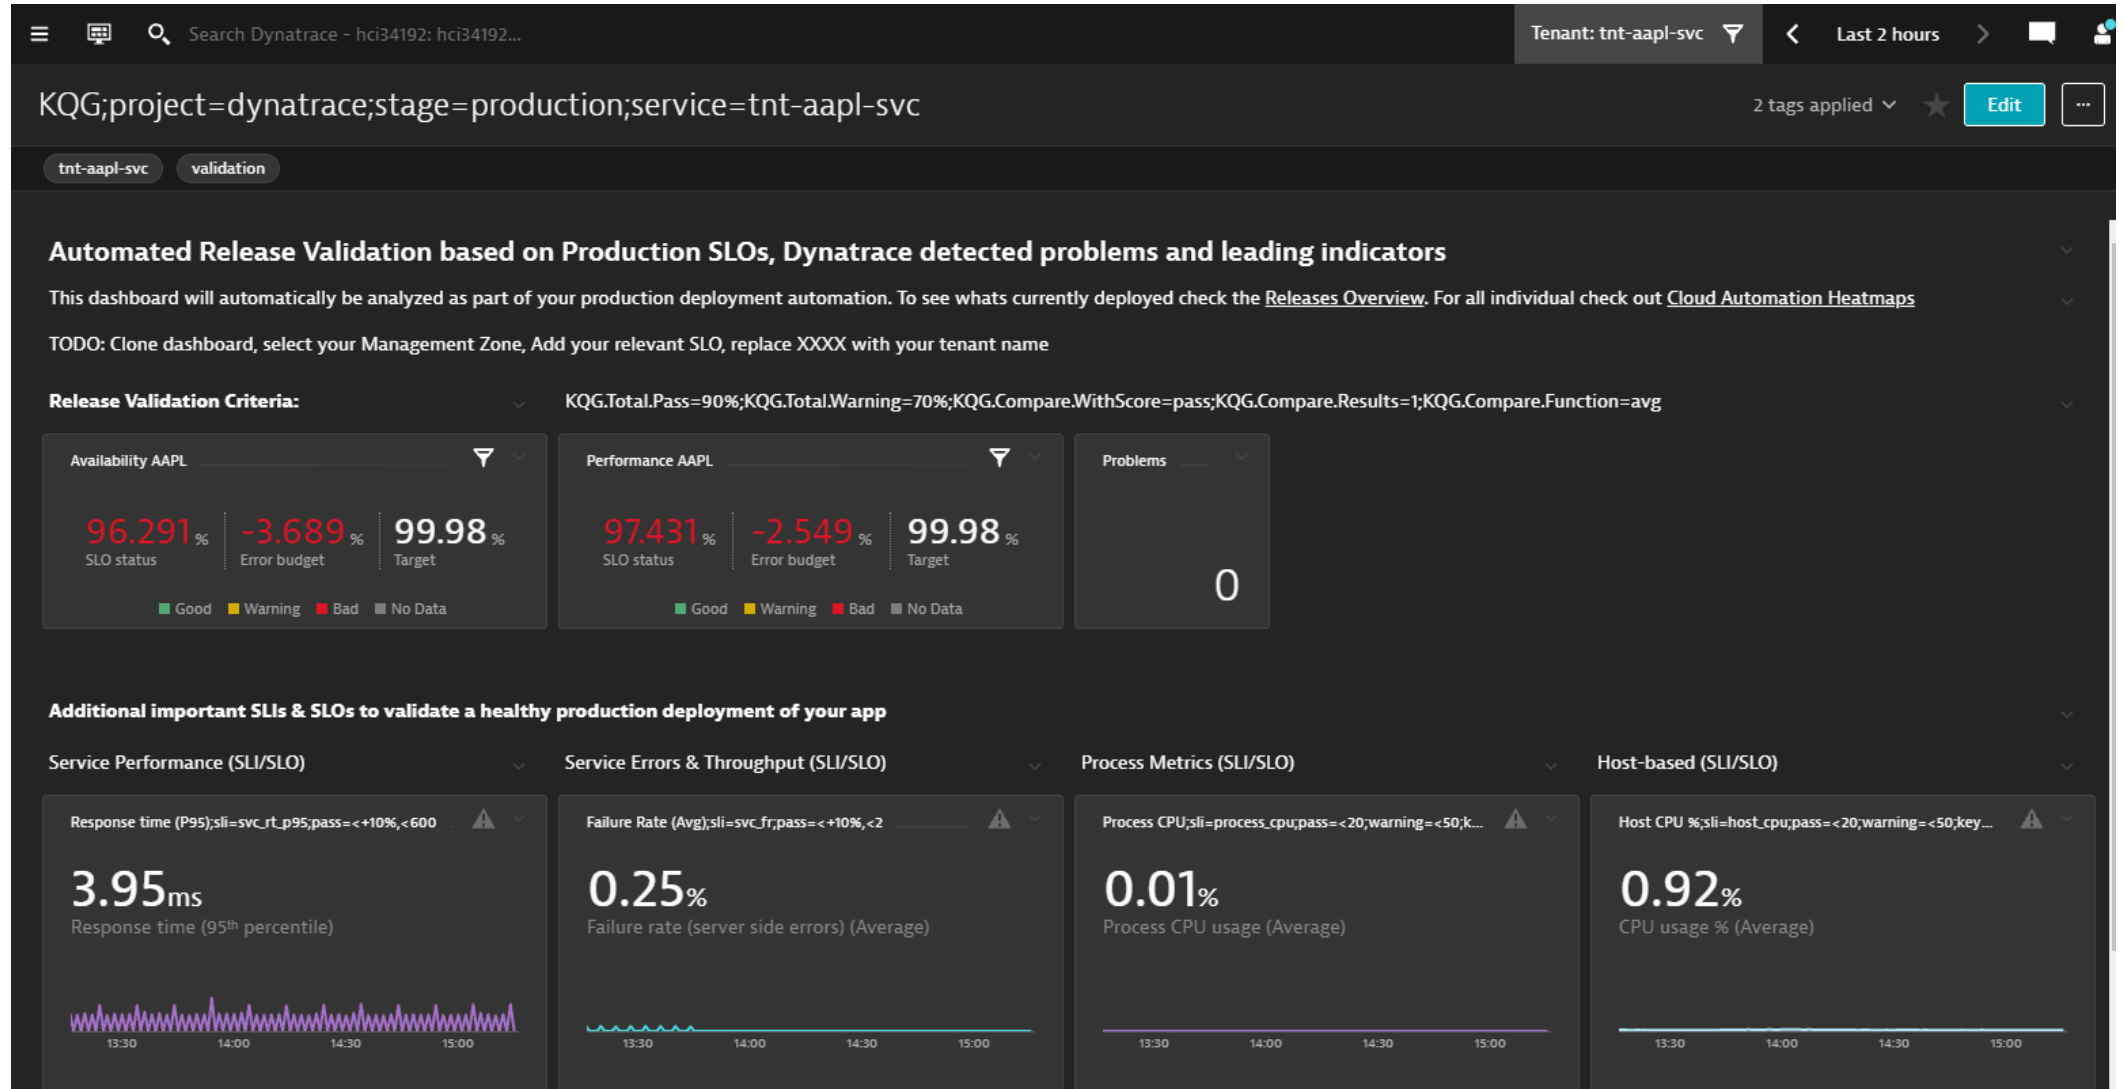 Search Dynatrace - hci34192: hci34192...
Tenant: tnt-aapl-svc
Last 2 hours
KQG;project=dynatrace;stage=production;service=tnt-aapl-svc
2 tags applied
Edit
...
tnt-aapl-svc
validation
Automated Release Validation based on Production SLOs, Dynatrace detected problems and leading indicators
This dashboard will automatically be analyzed as part of your production deployment automation. To see whats currently deployed check the Releases Overview. For all individual check out Cloud Automation Heatmaps
TODO: Clone dashboard, select your Management Zone, Add your relevant SLO, replace XXXX with your tenant name
Release Validation Criteria:
KQG.Total.Pass=90%;KQG.Total.Warning=70%;KQG.Compare.WithScore=pass;KQG.Compare.Results=1;KQG.Compare.Function=avg
Availability AAPL
96.291 %
SLO status
-3.689 %
Error budget
99.98 %
Target
Good Warning Bad No Data
Performance AAPL
97.431 %
SLO status
-2.549 %
Error budget
99.98 %
Target
Good Warning Bad No Data
Problems
0
Additional important SLIs & SLOs to validate a healthy production deployment of your app
Service Performance (SLI/SLO)
Service Errors & Throughput (SLI/SLO)
Process Metrics (SLI/SLO)
Host-based (SLI/SLO)
Response time (P95);sli=svc_rt_p95;pass=<+10%,<600
3.95ms
Response time (95th percentile)
13:30 14:00 14:30 15:00
Failure Rate (Avg);sli=svc_fr;pass=<+10%,<2
0.25%
Failure rate (server side errors) (Average)
13:30 14:00 14:30 15:00
Process CPU;sli=process_cpu;pass=<20;warning=<50;k...
0.01%
Process CPU usage (Average)
13:30 14:00 14:30 15:00
Host CPU %;sli=host_cpu;pass=<20;warning=<50;key...
0.92%
CPU usage % (Average)
13:30 14:00 14:30 15:00